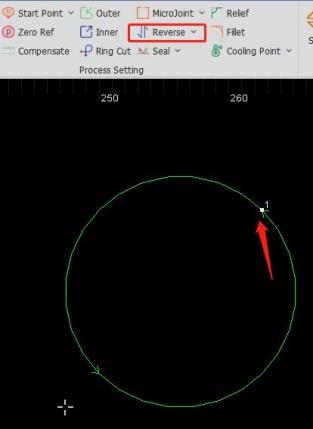 Start Point Outer MicroJoint Relief
Zero Ref Inner Reverse Fillet
Compensate Ring Cut Seal Cooling Point S
Process Setting
250 260
1